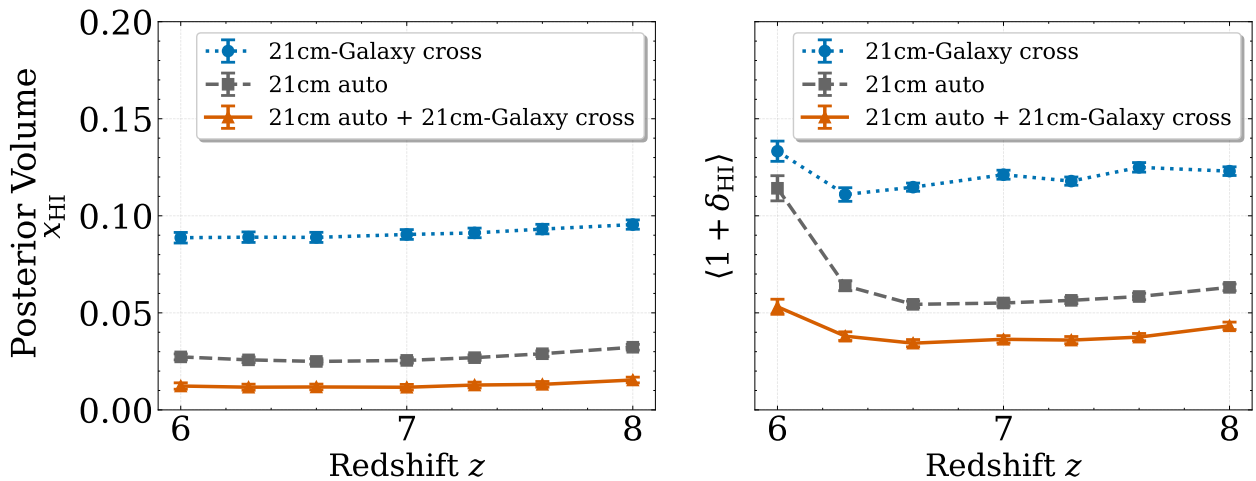 Posterior Volume
x_HI
0.20
0.15
0.10
0.05
0.00
21cm-Galaxy cross
21cm auto
21cm auto + 21cm-Galaxy cross
6 7 8
Redshift z
⟨1 + δ_HI⟩
21cm-Galaxy cross
21cm auto
21cm auto + 21cm-Galaxy cross
6 7 8
Redshift z